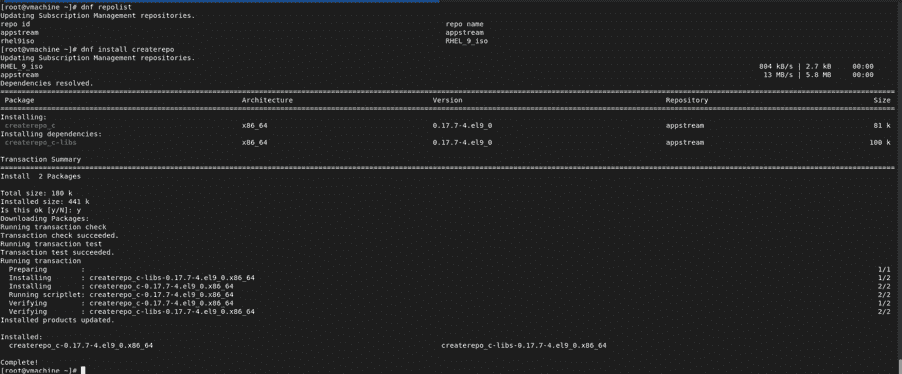 [root@vmachine ~]# dnf repolist
Updating Subscription Management repositories.
repo id repo name
appstream appstream
rhel9iso RHEL_9_iso
[root@vmachine ~]# dnf install createrepo
Updating Subscription Management repositories.
RHEL_9_iso 804 kB/s | 2.7 kB 00:00
appstream 13 MB/s | 5.8 MB 00:00
Dependencies resolved.
Package Architecture Version Repository Size
Installing:
createrepo_c x86_64 0.17.7-4.el9_0 appstream 81 k
Installing dependencies:
createrepo_c-libs x86_64 0.17.7-4.el9_0 appstream 100 k
Transaction Summary
Install 2 Packages
Total size: 180 k
Installed size: 441 k
Is this ok [y/N]: y
Downloading Packages:
Running transaction check
Transaction check succeeded.
Running transaction test
Transaction test succeeded.
Running transaction
Preparing : 1/1
Installing : createrepo_c-libs-0.17.7-4.el9_0.x86_64 1/2
Installing : createrepo_c-0.17.7-4.el9_0.x86_64 2/2
Running scriptlet: createrepo_c-0.17.7-4.el9_0.x86_64 2/2
Verifying : createrepo_c-0.17.7-4.el9_0.x86_64 1/2
Verifying : createrepo_c-libs-0.17.7-4.el9_0.x86_64 2/2
Installed products updated.
Installed:
createrepo_c-0.17.7-4.el9_0.x86_64 createrepo_c-libs-0.17.7-4.el9_0.x86_64
Complete!
[root@vmachine ~]#